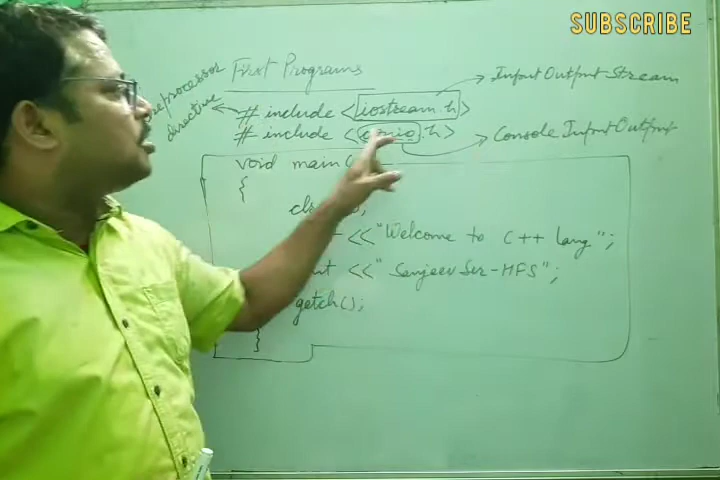 SUBSCRIBE
First Programs
directive
# include <iostream.h>
Input Output Stream
# include <conio.h>
Console Input Output
void main(
{
<<"Welcome to C++ lang";
<<"Sanjeev Sir-MFS";
getch();
}